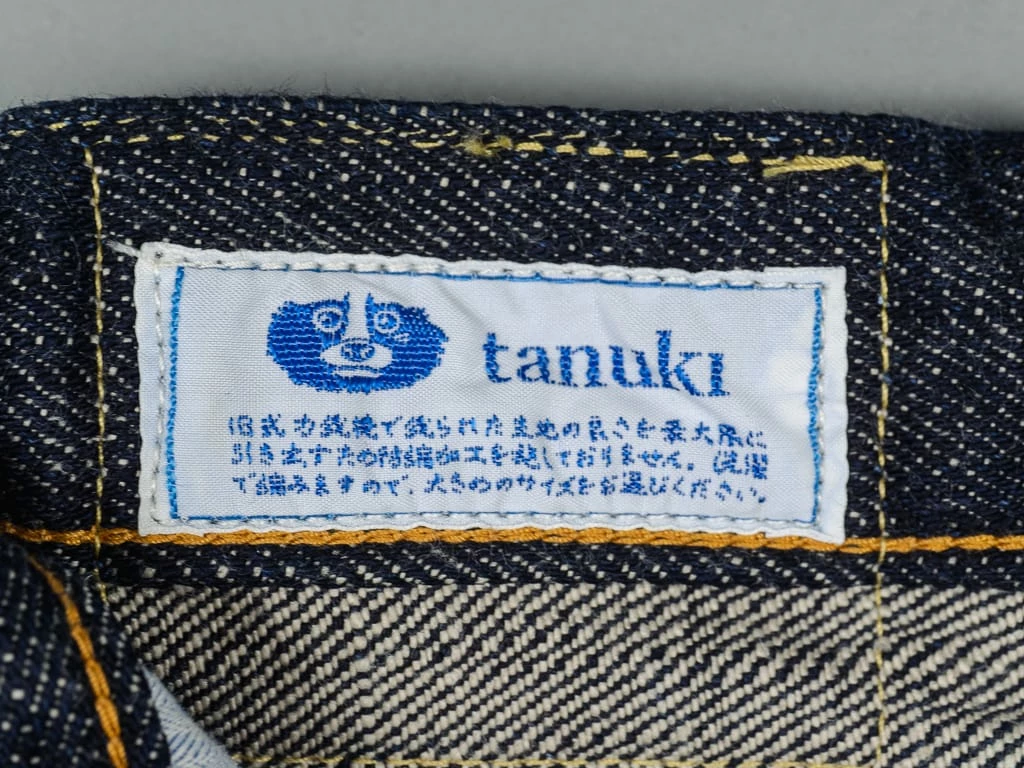 tanuki
旧式力織機で織られた生地の良さを最大限に
引き出すため防縮加工を施しておりません。洗濯
で縮みますので、大きめのサイズをお選びください。